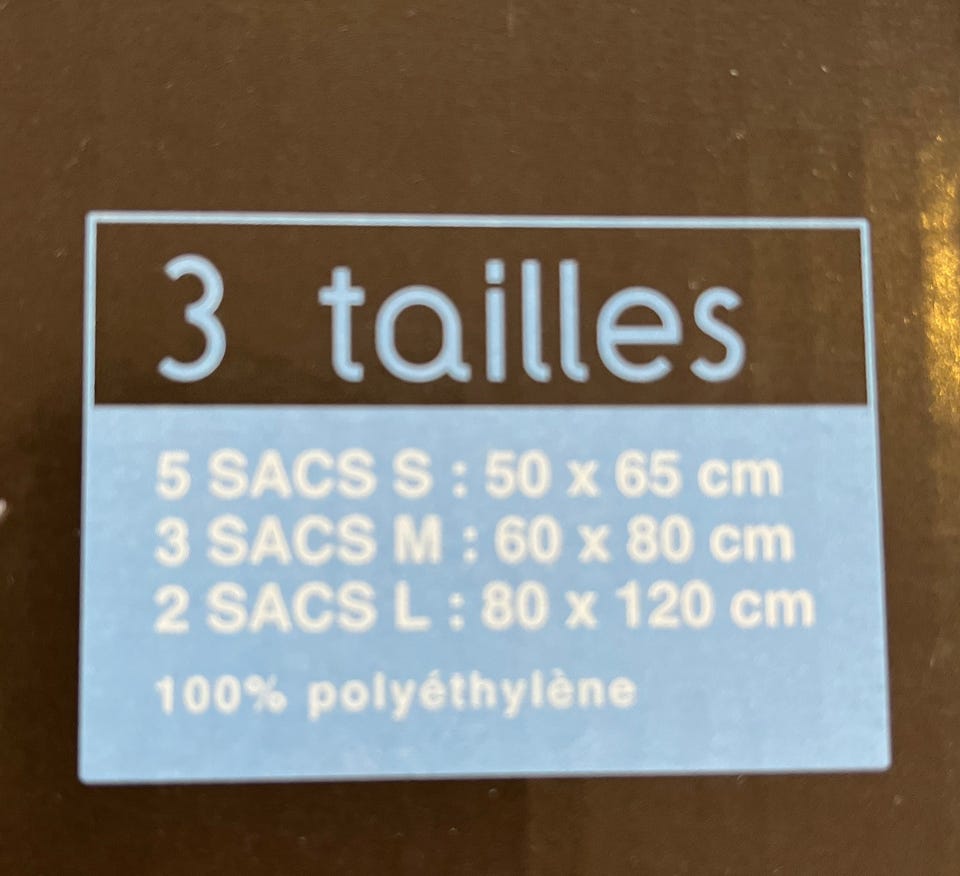 3 tailles
5 SACS S : 50 x 65 cm
3 SACS M : 60 x 80 cm
2 SACS L : 80 x 120 cm
100% polyéthylène